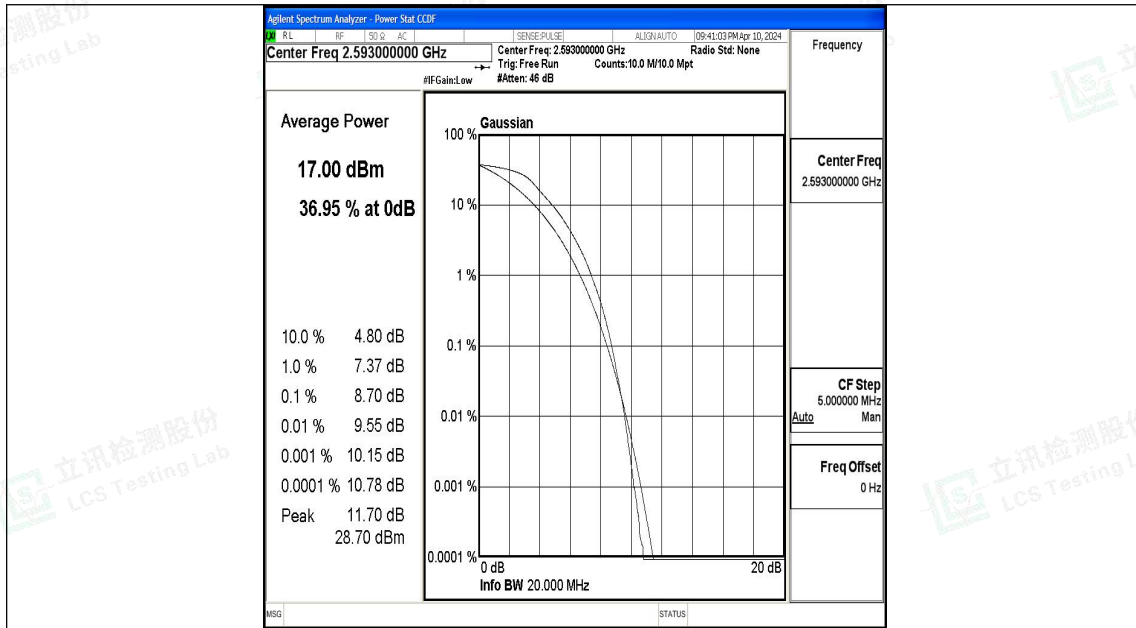 Agilent Spectrum Analyzer - Power Stat CCDF
RL RF 50 Ω AC SENSE:PULSE ALIGNAUTO 09:41:03 PM Apr 10, 2024
Center Freq 2.593000000 GHz
Center Freq: 2.593000000 GHz Radio Std: None
Trig: Free Run Counts:10.0 M/10.0 Mpt
#IFGain:Low #Atten: 46 dB
Frequency
Average Power
17.00 dBm
36.95 % at 0dB
10.0 % 4.80 dB
1.0 % 7.37 dB
0.1 % 8.70 dB
0.01 % 9.55 dB
0.001 % 10.15 dB
0.0001 % 10.78 dB
Peak 11.70 dB
28.70 dBm
Gaussian
100 %
10 %
1 %
0.1 %
0.01 %
0.001 %
0.0001 %
0 dB 20 dB
Info BW 20.000 MHz
Center Freq
2.593000000 GHz
CF Step
5.000000 MHz
Auto Man
Freq Offset
0 Hz
MSG STATUS
立讯检测股份
LCS Testing Lab
立讯检测股份